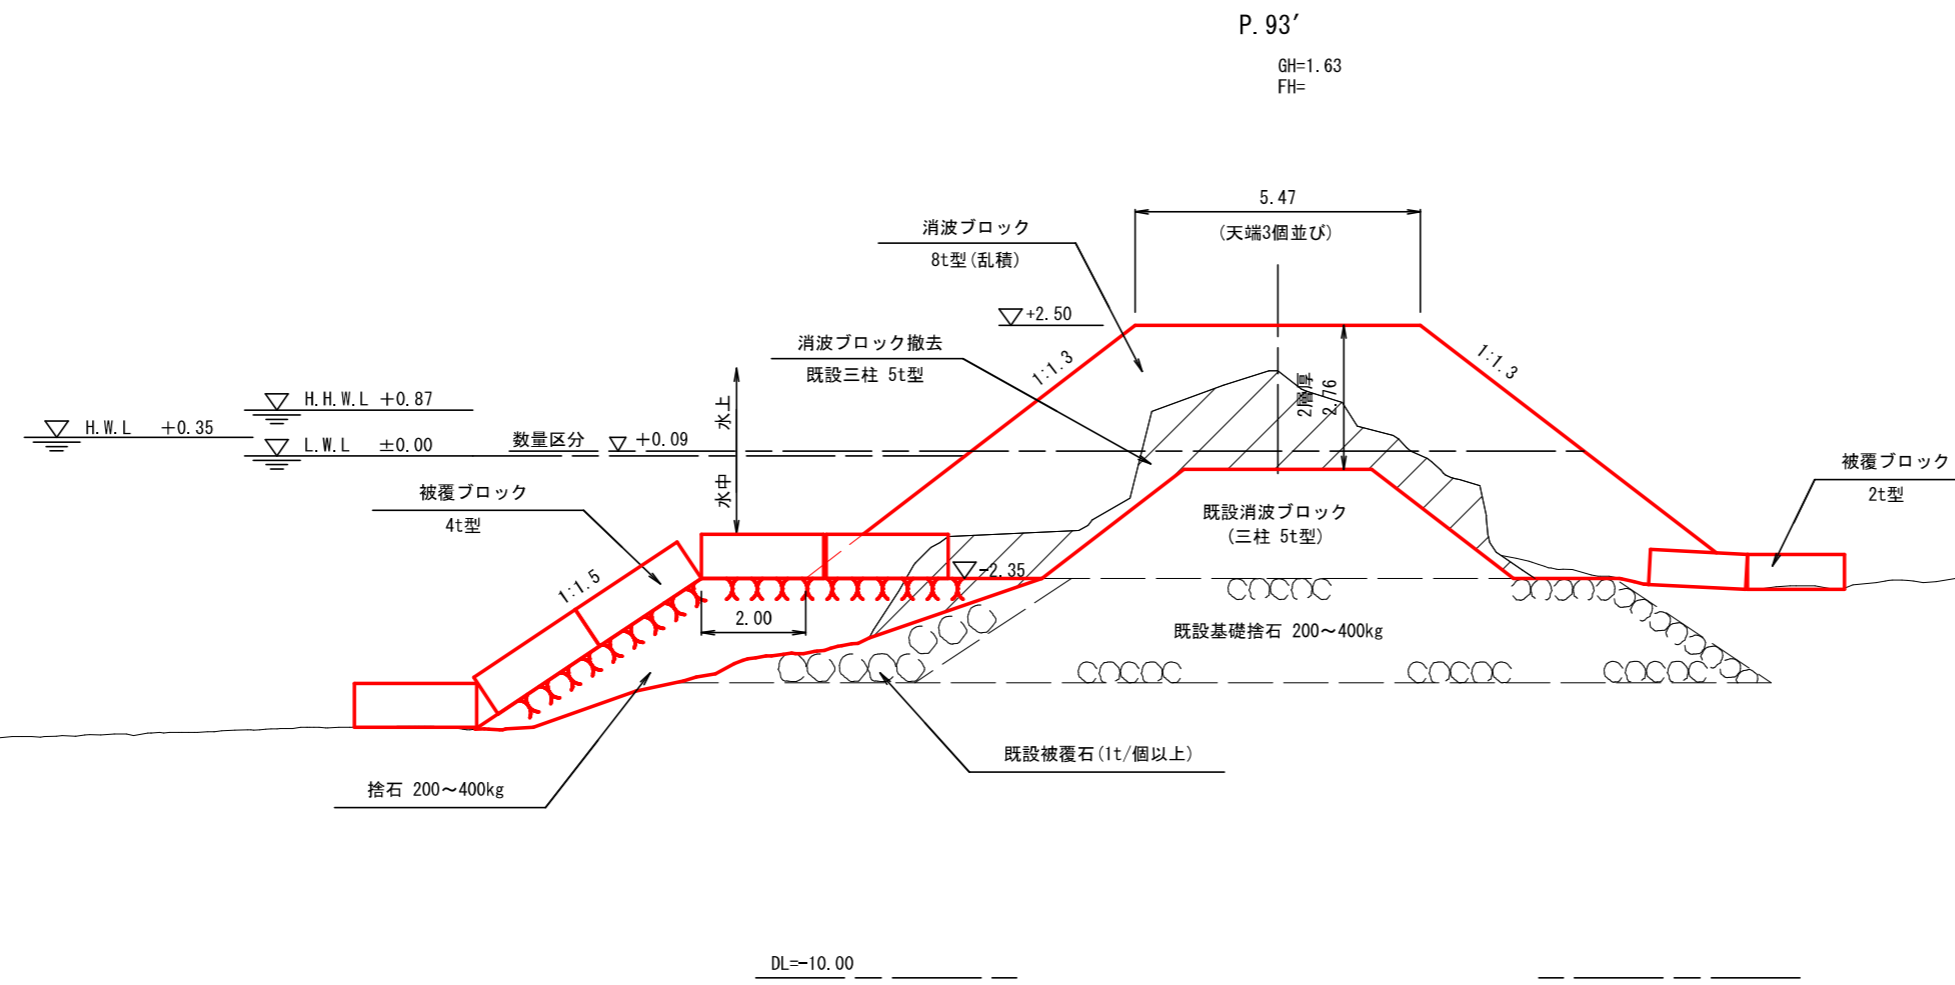 P.93′
GH=1.63
FH=
5.47
(天端3個並び)
消波ブロック
8t型(乱積)
+2.50
消波ブロック撤去
既設三柱 5t型
1:1.3
1:1.3
2層厚
2.76
H.H.W.L +0.87
H.W.L +0.35
L.W.L ±0.00
数量区分 +0.09
水上
水中
被覆ブロック
4t型
被覆ブロック
2t型
既設消波ブロック
(三柱 5t型)
-2.35
1:1.5
2.00
既設基礎捨石 200～400kg
既設被覆石(1t/個以上)
捨石 200～400kg
DL=-10.00